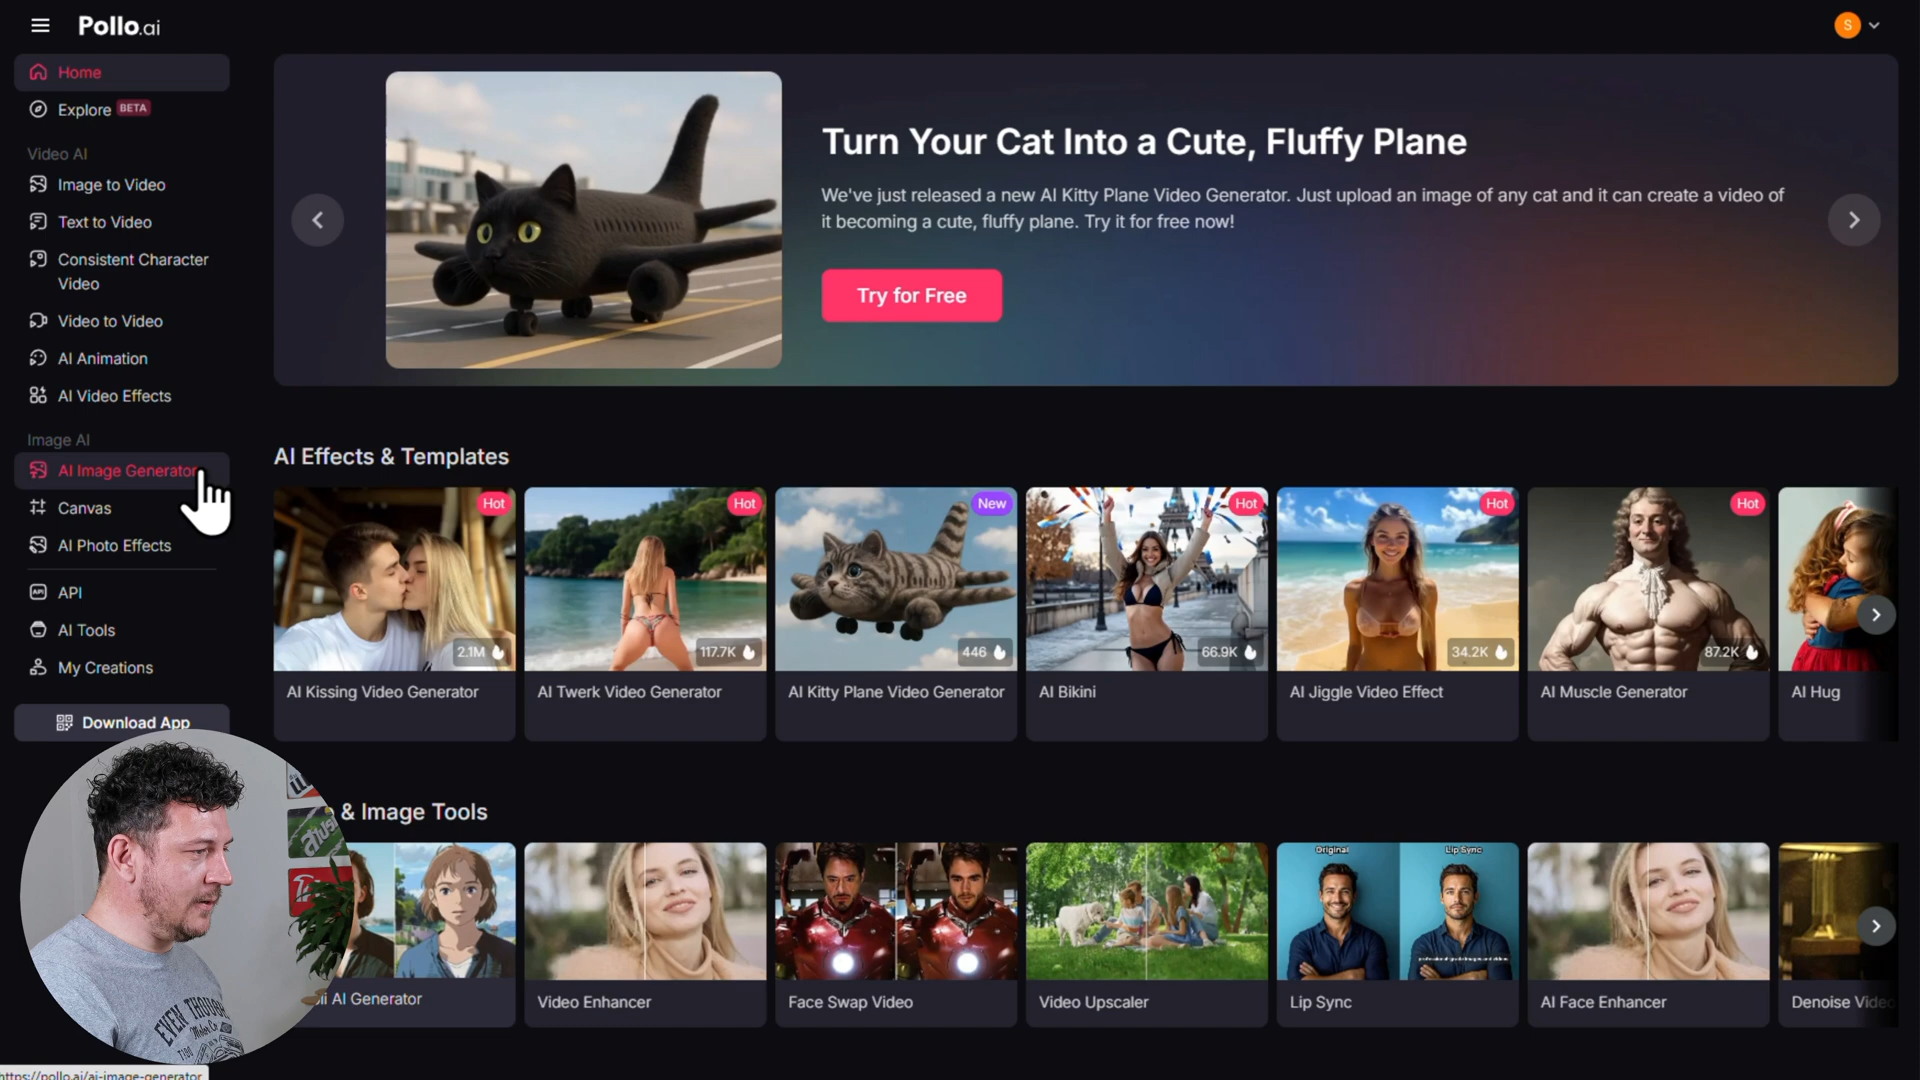 Pollo.ai
S
Home
Explore BETA
Video AI
Image to Video
Text to Video
Consistent Character
Video
Video to Video
AI Animation
AI Video Effects
Image AI
AI Image Generator
Canvas
AI Photo Effects
API
AI Tools
My Creations
Download App
Turn Your Cat Into a Cute, Fluffy Plane
We've just released a new AI Kitty Plane Video Generator. Just upload an image of any cat and it can create a video of
it becoming a cute, fluffy plane. Try it for free now!
Try for Free
AI Effects & Templates
Hot
Hot
New
Hot
Hot
Hot
2.1M
117.7K
446
66.9K
34.2K
87.2K
AI Kissing Video Generator
AI Twerk Video Generator
AI Kitty Plane Video Generator
AI Bikini
AI Jiggle Video Effect
AI Muscle Generator
AI Hug
& Image Tools
Original
Lip Sync
AI Generator
Video Enhancer
Face Swap Video
Video Upscaler
Lip Sync
AI Face Enhancer
Denoise Video
EVEN THOUGH
https://pollo.ai/ai-image-generator